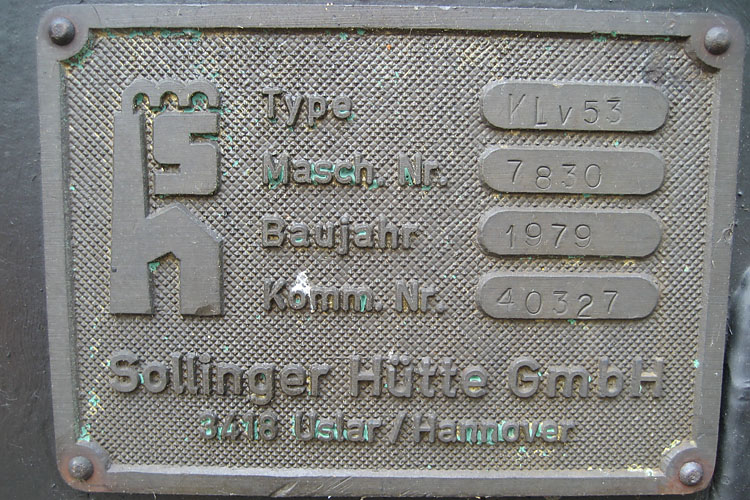 Type KLv53
Masch. Nr. 7830
Baujahr 1979
Komm. Nr. 40327
Sollinger Hütte GmbH
3418 Uslar/Hannover